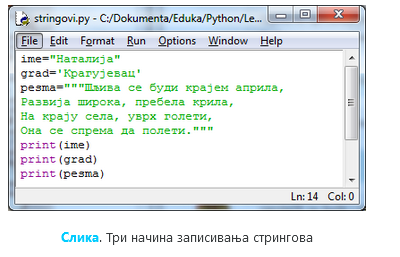 stringovi.py - C:/Dokumenta/Eduka/Python/Le...
File Edit Format Run Options Window Help
ime="Наталија"
grad='Крагујевац'
pesma="""Шљива се буди крајем априла,
Развија широка, пребела крила,
На крају села, уврх голети,
Она се спрема да полети."""
print(ime)
print(grad)
print(pesma)
Ln: 14 Col: 0
Слика. Три начина записивања стрингова